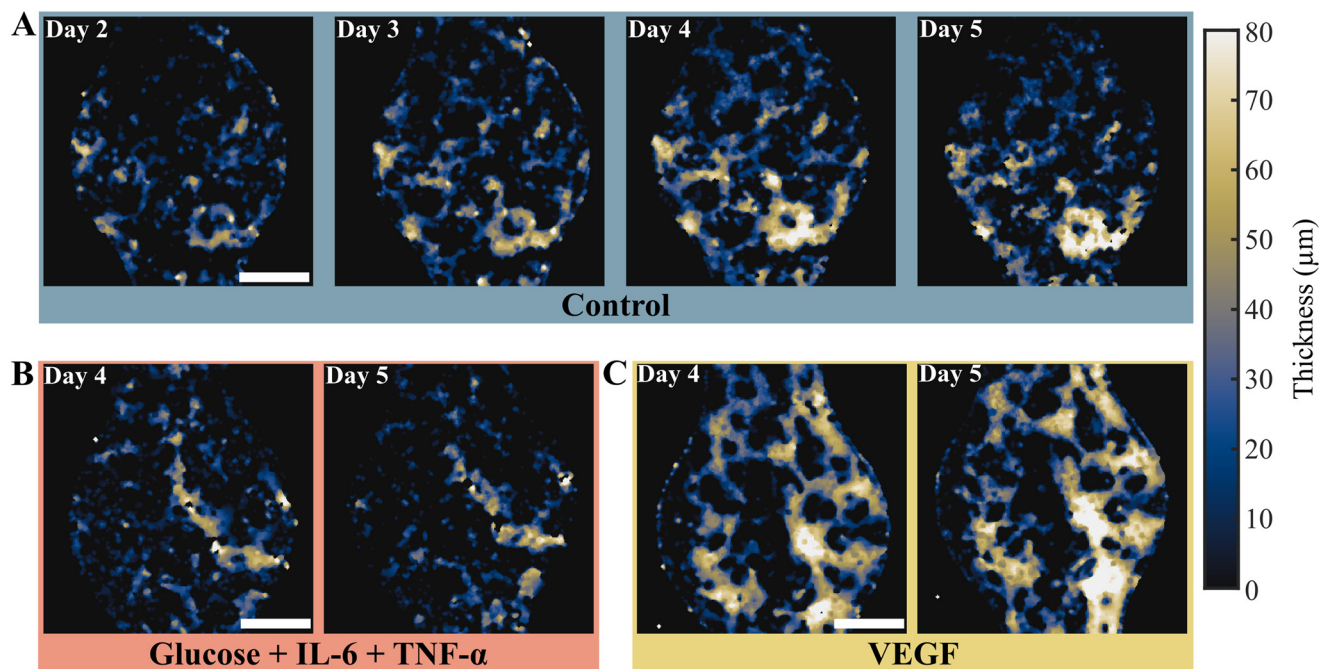 A
Day 2
Day 3
Day 4
Day 5
Control
B
Day 4
Day 5
Glucose + IL-6 + TNF-α
C
Day 4
Day 5
VEGF
80
70
60
50
40
30
20
10
0
Thickness (μm)